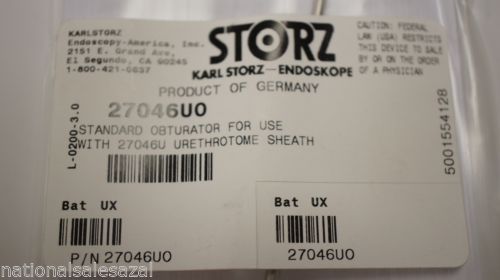 KARLSTORZ
Endoscopy-America, Inc.
2151 E. Grand Ave,
El Segundo, CA 90245
1-800-421-0837
STORZ
KARL STORZ—ENDOSKOPE
CAUTION: FEDERAL
LAW (USA) RESTRICTS
THIS DEVICE TO SALE
BY OR ON THE ORDER
OF A PHYSICIAN
PRODUCT OF GERMANY
27046UO
STANDARD OBTURATOR FOR USE
WITH 27046U URETHROTOME SHEATH
L-0200-3.0
5001554128
Bat UX
P/N 27046UO
Bat UX
27046UO
© nationalsalesazal